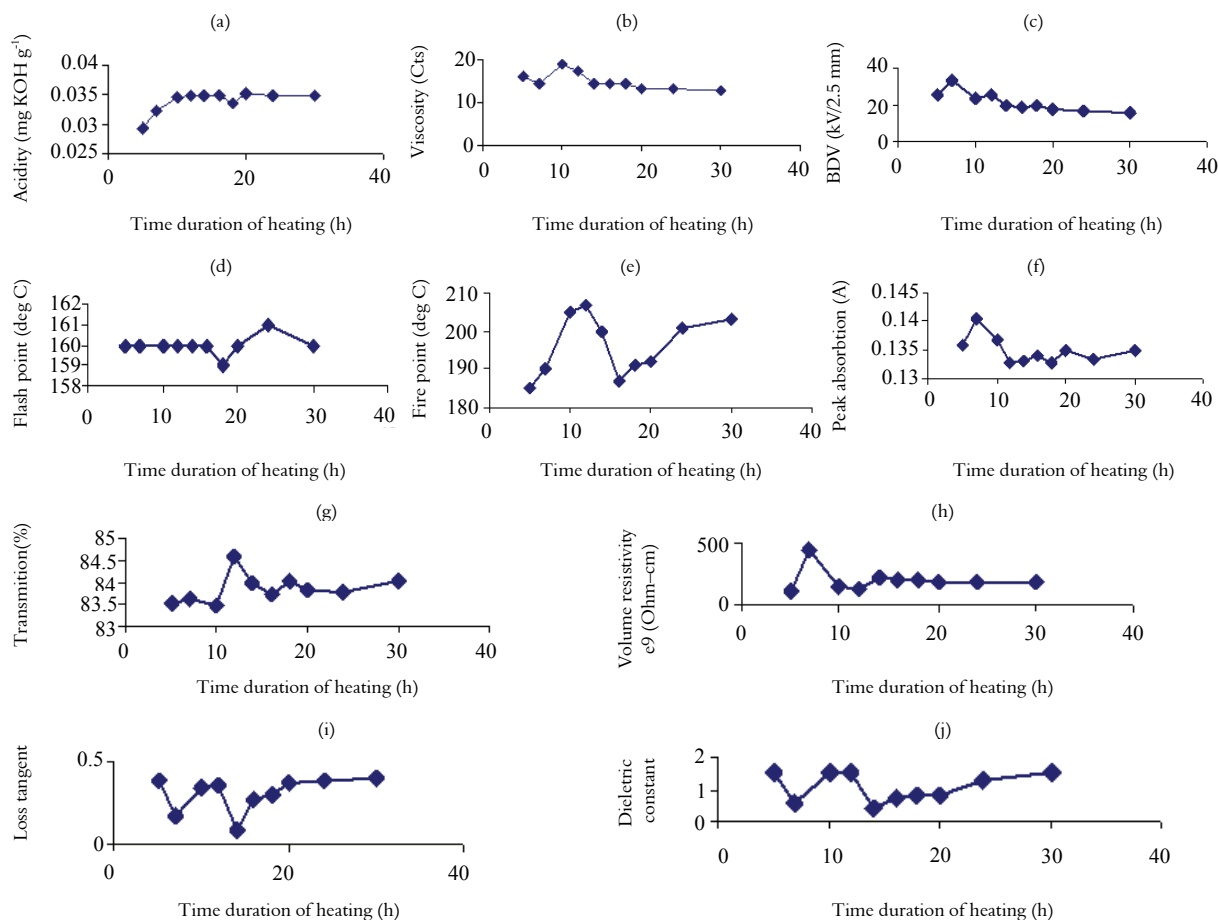 (a)
Acidity (mg KOH g⁻¹)
0.04
0.035
0.03
0.025
0 20 40
Time duration of heating (h)
(b)
Viscosity (Cts)
20
10
0
0 10 20 30 40
Time duration of heating (h)
(c)
BDV (kV/2.5 mm)
40
20
0
0 10 20 30 40
Time duration of heating (h)
(d)
Flash point (deg C)
162
161
160
159
158
0 10 20 30 40
Time duration of heating (h)
(e)
Fire point (deg C)
210
200
190
180
0 10 20 30 40
Time duration of heating (h)
(f)
Peak absorbtion (A)
0.145
0.14
0.135
0.13
0 10 20 30 40
Time duration of heating (h)
(g)
Transmition(%)
85
84.5
84
83.5
83
0 10 20 30 40
Time duration of heating (h)
(h)
Volume resistivity
e9 (Ohm–cm)
500
0
0 10 20 30 40
Time duration of heating (h)
(i)
Loss tangent
0.5
0
0 10 20 30 40
Time duration of heating (h)
(j)
Dieletric
constant
2
1
0
0 10 20 30 40
Time duration of heating (h)